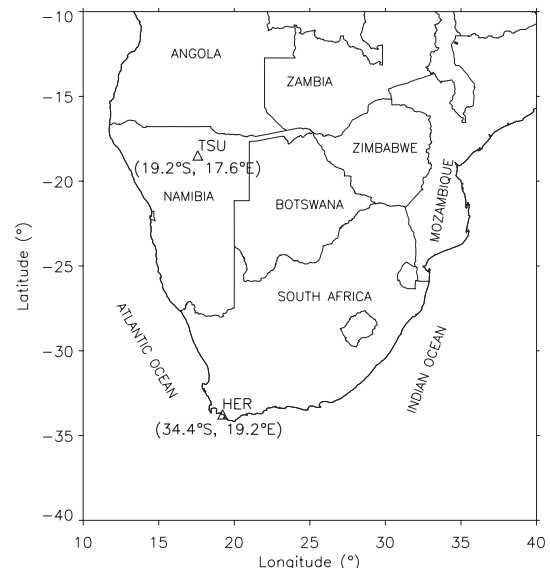 −10
−15
−20
−25
−30
−35
−40
Latitude (°)
ANGOLA
ZAMBIA
TSU
(19.2°S, 17.6°E)
ZIMBABWE
NAMIBIA
BOTSWANA
MOZAMBIQUE
SOUTH AFRICA
ATLANTIC OCEAN
INDIAN OCEAN
HER
(34.4°S, 19.2°E)
10 15 20 25 30 35 40
Longitude (°)